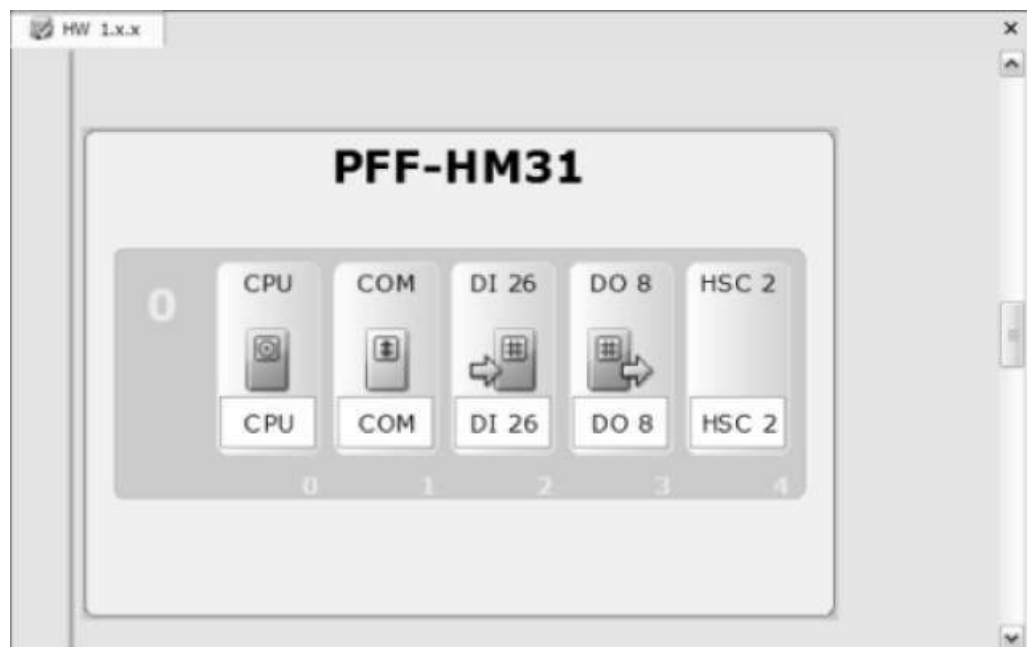 HW 1.x.x
PFF-HM31
0
CPU COM DI 26 DO 8 HSC 2
CPU COM DI 26 DO 8 HSC 2
0 1 2 3 4